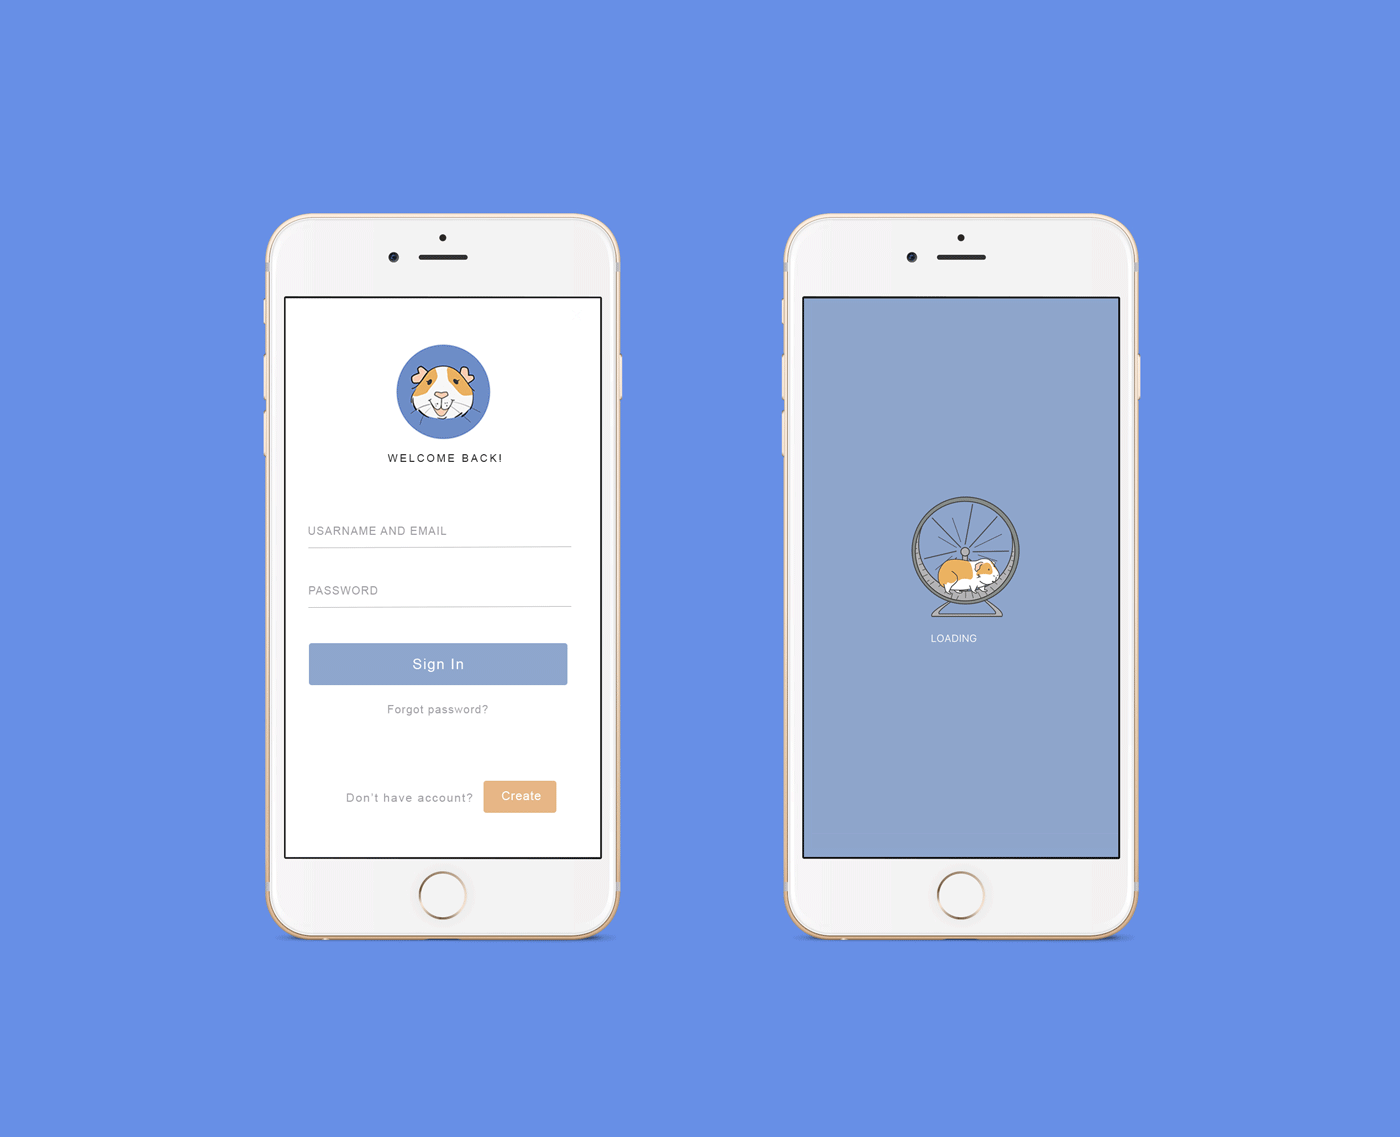 WELCOME BACK!
USARNAME AND EMAIL
PASSWORD
Sign In
Forgot password?
Don't have account?
Create
LOADING